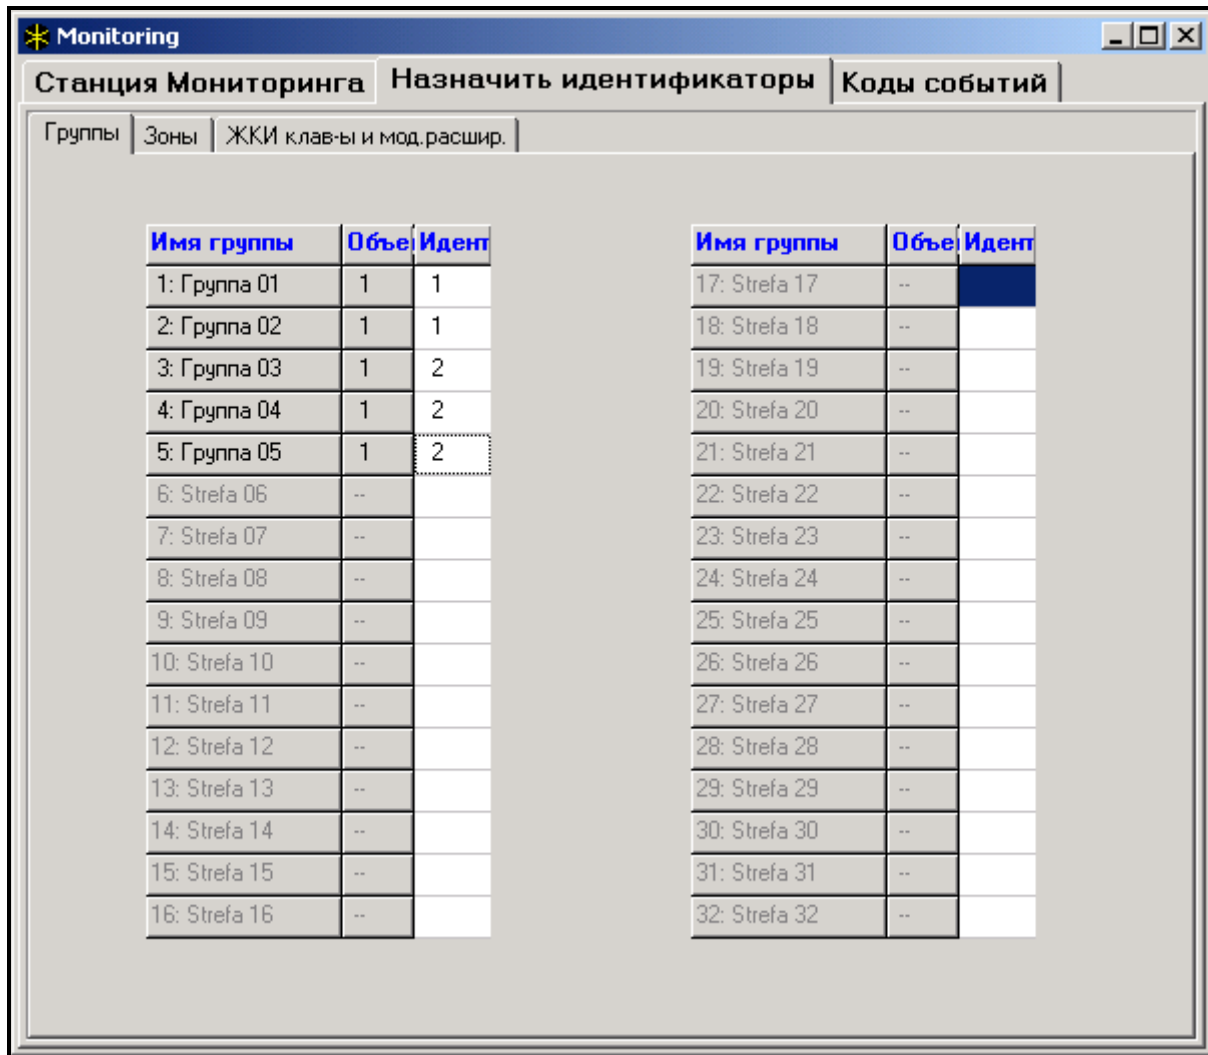 Monitoring
Станция Мониторинга Назначить идентификаторы Коды событий
Группы Зоны ЖКИ клав-ы и мод.расшир.
Имя группы Объе Идент Имя группы Объе Идент
1: Группа 01 1 1 17: Strefa 17 --
2: Группа 02 1 1 18: Strefa 18 --
3: Группа 03 1 2 19: Strefa 19 --
4: Группа 04 1 2 20: Strefa 20 --
5: Группа 05 1 2 21: Strefa 21 --
6: Strefa 06 -- 22: Strefa 22 --
7: Strefa 07 -- 23: Strefa 23 --
8: Strefa 08 -- 24: Strefa 24 --
9: Strefa 09 -- 25: Strefa 25 --
10: Strefa 10 -- 26: Strefa 26 --
11: Strefa 11 -- 27: Strefa 27 --
12: Strefa 12 -- 28: Strefa 28 --
13: Strefa 13 -- 29: Strefa 29 --
14: Strefa 14 -- 30: Strefa 30 --
15: Strefa 15 -- 31: Strefa 31 --
16: Strefa 16 -- 32: Strefa 32 --